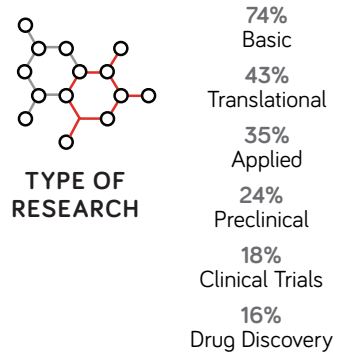 TYPE OF
RESEARCH
74%
Basic
43%
Translational
35%
Applied
24%
Preclinical
18%
Clinical Trials
16%
Drug Discovery